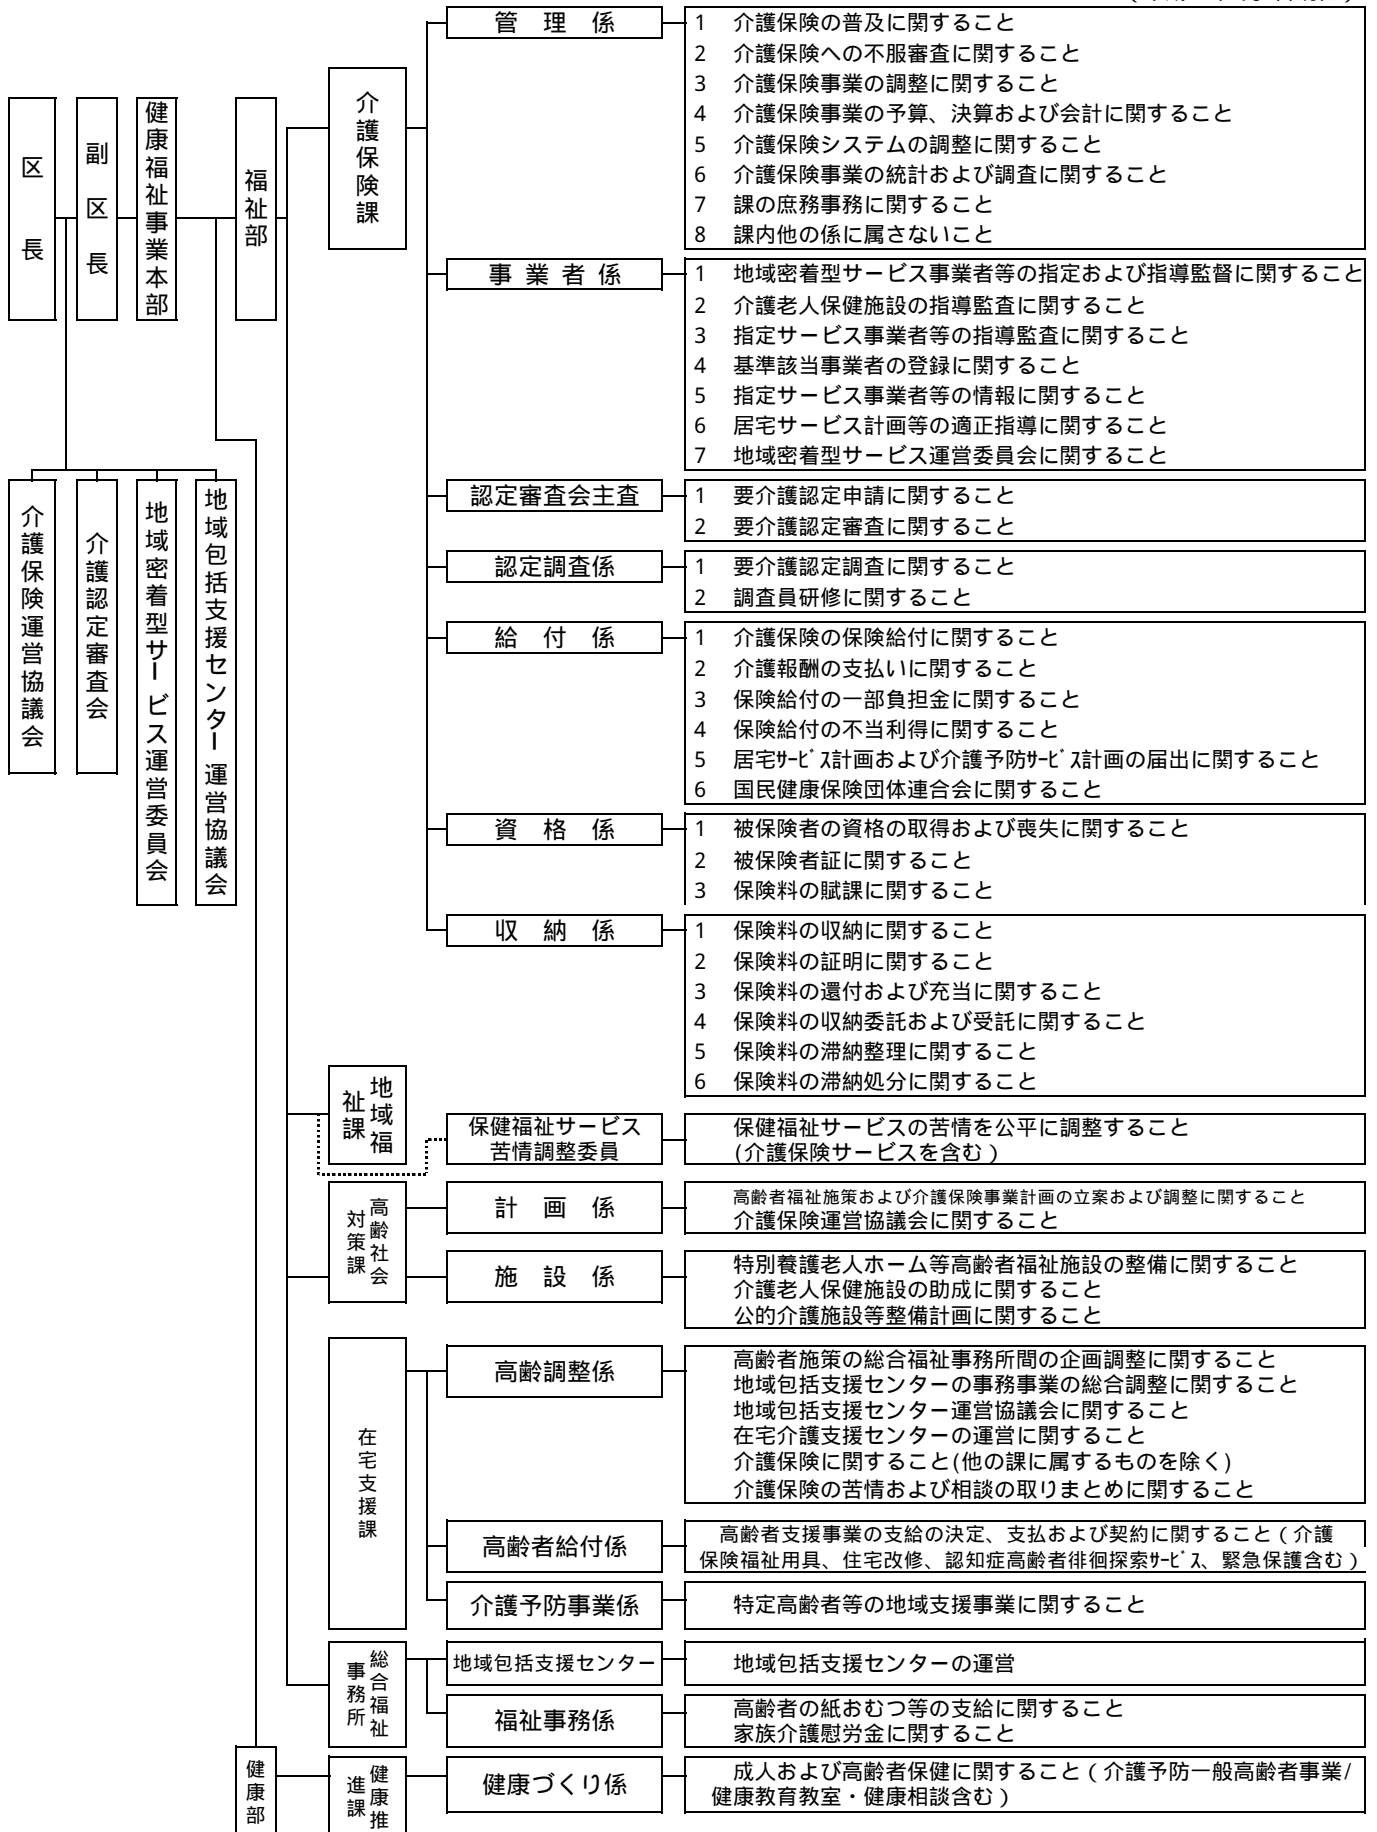 区長
副区長
健康福祉事業本部
福祉部
介護保険運営協議会
介護認定審査会
地域密着型サービス運営委員会
地域包括支援センター運営協議会
介護保険課
管理係
1 介護保険の普及に関すること
2 介護保険への不服審査に関すること
3 介護保険事業の調整に関すること
4 介護保険事業の予算、決算および会計に関すること
5 介護保険システムの調整に関すること
6 介護保険事業の統計および調査に関すること
7 課の庶務事務に関すること
8 課内他の係に属さないこと
事業者係
1 地域密着型サービス事業者等の指定および指導監督に関すること
2 介護老人保健施設の指導監査に関すること
3 指定サービス事業者等の指導監査に関すること
4 基準該当事業者の登録に関すること
5 指定サービス事業者等の情報に関すること
6 居宅サービス計画等の適正指導に関すること
7 地域密着型サービス運営委員会に関すること
認定審査会主査
1 要介護認定申請に関すること
2 要介護認定審査に関すること
認定調査係
1 要介護認定調査に関すること
2 調査員研修に関すること
給付係
1 介護保険の保険給付に関すること
2 介護報酬の支払いに関すること
3 保険給付の一部負担金に関すること
4 保険給付の不当利得に関すること
5 居宅ｻｰﾋﾞｽ計画および介護予防ｻｰﾋﾞｽ計画の届出に関すること
6 国民健康保険団体連合会に関すること
資格係
1 被保険者の資格の取得および喪失に関すること
2 被保険者証に関すること
3 保険料の賦課に関すること
収納係
1 保険料の収納に関すること
2 保険料の証明に関すること
3 保険料の還付および充当に関すること
4 保険料の収納委託および受託に関すること
5 保険料の滞納整理に関すること
6 保険料の滞納処分に関すること
地域福
祉課
保健福祉サービス
苦情調整委員
保健福祉サービスの苦情を公平に調整すること
(介護保険サービスを含む）
高齢社会
対策課
計画係
高齢者福祉施策および介護保険事業計画の立案および調整に関すること
介護保険運営協議会に関すること
施設係
特別養護老人ホーム等高齢者福祉施設の整備に関すること
介護老人保健施設の助成に関すること
公的介護施設等整備計画に関すること
在宅支援課
高齢調整係
高齢者施策の総合福祉事務所間の企画調整に関すること
地域包括支援センターの事務事業の総合調整に関すること
地域包括支援センター運営協議会に関すること
在宅介護支援センターの運営に関すること
介護保険に関すること(他の課に属するものを除く)
介護保険の苦情および相談の取りまとめに関すること
高齢者給付係
高齢者支援事業の支給の決定、支払および契約に関すること（介護
保険福祉用具、住宅改修、認知症高齢者徘徊探索ｻｰﾋﾞｽ、緊急保護含む）
介護予防事業係
特定高齢者等の地域支援事業に関すること
総合福祉
事務所
地域包括支援センター
地域包括支援センターの運営
福祉事務係
高齢者の紙おむつ等の支給に関すること
家族介護慰労金に関すること
健康部
健康推
進課
健康づくり係
成人および高齢者保健に関すること（介護予防一般高齢者事業/
健康教育教室・健康相談含む）